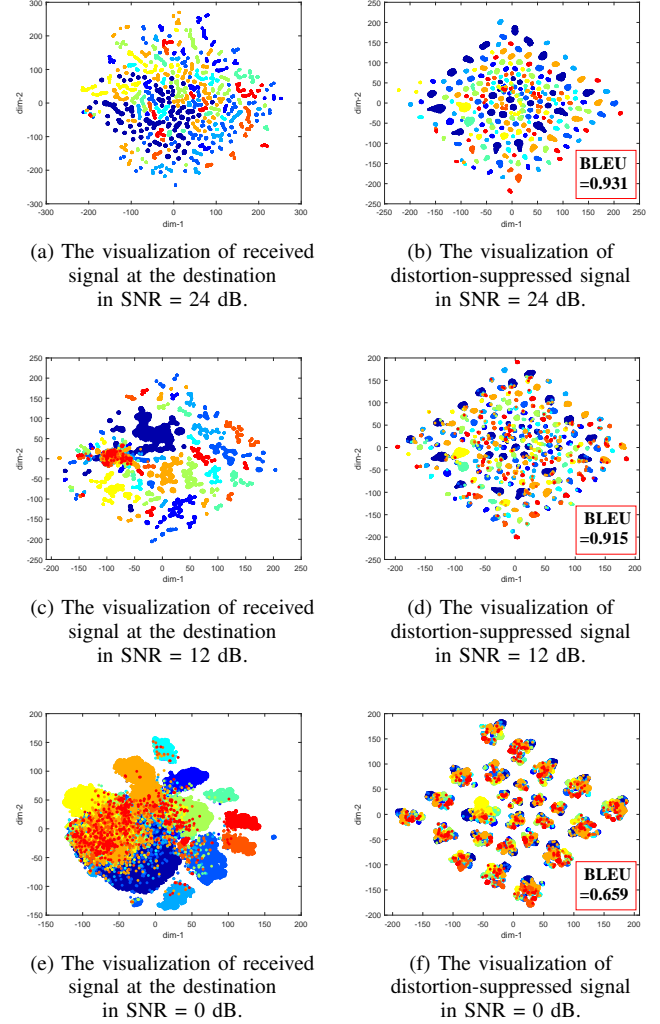 300
200
100
0
-100
-200
-300
dim-2
-300 -200 -100 0 100 200 300
dim-1
250
200
150
100
50
0
-50
-100
-150
-200
-250
dim-2
-250 -200 -150 -100 -50 0 50 100 150 200 250
dim-1
BLEU
=0.931
(a) The visualization of received
signal at the destination
in SNR = 24 dB.
(b) The visualization of
distortion-suppressed signal
in SNR = 24 dB.
250
200
150
100
50
0
-50
-100
-150
-200
-250
dim-2
-200 -150 -100 -50 0 50 100 150 200 250
dim-1
200
150
100
50
0
-50
-100
-150
-200
-250
dim-2
-200 -150 -100 -50 0 50 100 150 200
dim-1
BLEU
=0.915
(c) The visualization of received
signal at the destination
in SNR = 12 dB.
(d) The visualization of
distortion-suppressed signal
in SNR = 12 dB.
200
150
100
50
0
-50
-100
-150
dim-2
-150 -100 -50 0 50 100 150 200
dim-1
200
150
100
50
0
-50
-100
-150
-200
dim-2
-200 -150 -100 -50 0 50 100 150 200
dim-1
BLEU
=0.659
(e) The visualization of received
signal at the destination
in SNR = 0 dB.
(f) The visualization of
distortion-suppressed signal
in SNR = 0 dB.